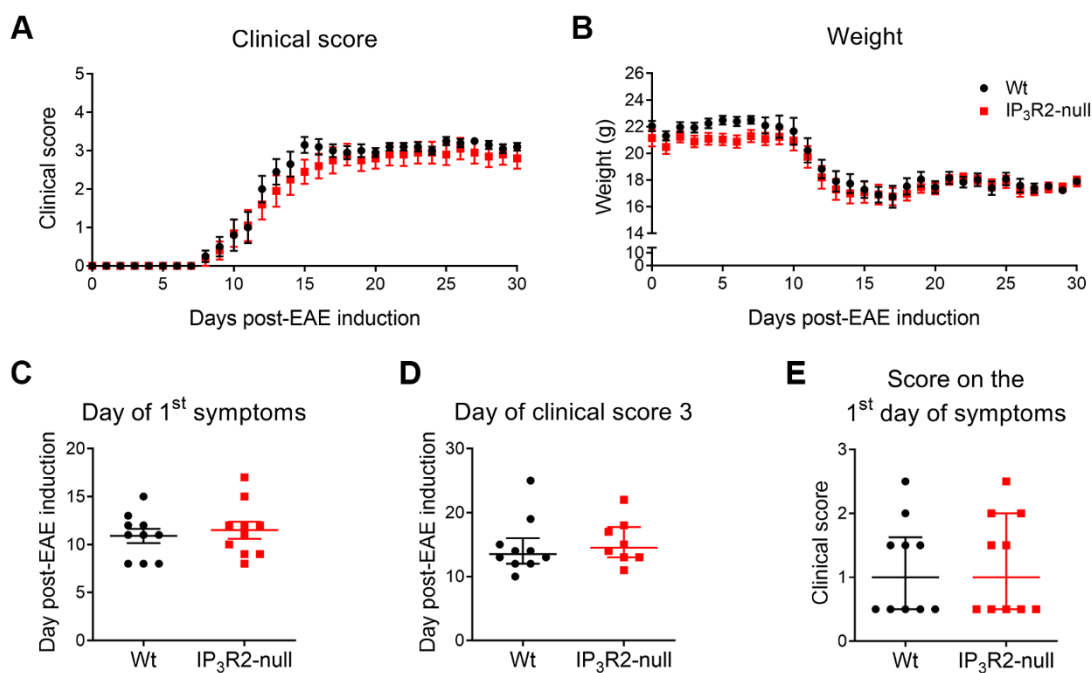 A
Clinical score
5
4
3
2
1
0
Clinical score
0 5 10 15 20 25 30
Days post-EAE induction
B
Weight
Wt
IP3R2-null
26
24
22
20
18
16
14
10
0
Weight (g)
0 5 10 15 20 25 30
Days post-EAE induction
C
Day of 1st symptoms
20
15
10
5
0
Day post-EAE induction
Wt IP3R2-null
D
Day of clinical score 3
30
20
10
0
Day post-EAE induction
Wt IP3R2-null
E
Score on the
1st day of symptoms
3
2
1
0
Clinical score
Wt IP3R2-null